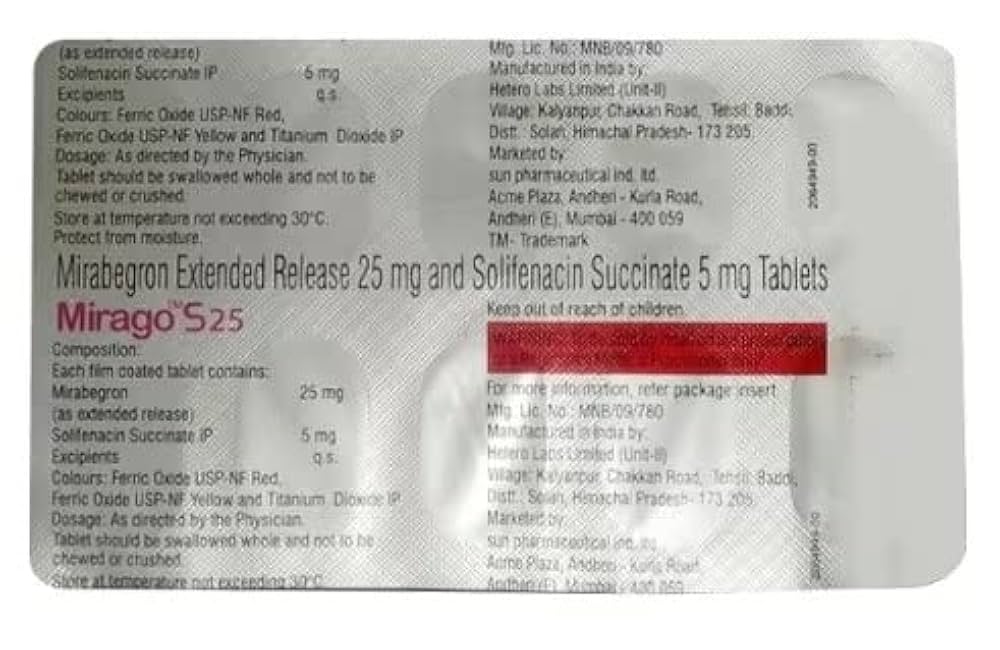 (as extended release)
Solifenacin Succinate IP 5 mg
Excipients q.s.
Colours: Ferric Oxide USP-NF Red,
Ferric Oxide USP-NF Yellow and Titanium Dioxide IP
Dosage: As directed by the Physician.
Tablet should be swallowed whole and not to be
chewed or crushed.
Store at temperature not exceeding 30°C.
Protect from moisture.
Mfg. Lic. No.: MNB/09/780
Manufactured in India by:
Hetero Labs Limited (Unit-II)
Village: Kalyanpur, Chakkan Road, Tehsil: Baddi,
Distt.: Solan, Himachal Pradesh- 173 205
Marketed by:
sun pharmaceutical ind. ltd.
Acme Plaza, Andheri - Kurla Road,
Andheri (E), Mumbai - 400 059
TM- Trademark
Mirabegron Extended Release 25 mg and Solifenacin Succinate 5 mg Tablets
Mirago™ S25
Composition:
Each film coated tablet contains:
Mirabegron 25 mg
(as extended release)
Solifenacin Succinate IP 5 mg
Excipients q.s.
Colours: Ferric Oxide USP-NF Red,
Ferric Oxide USP-NF Yellow and Titanium Dioxide IP
Dosage: As directed by the Physician.
Tablet should be swallowed whole and not to be
chewed or crushed.
Store at temperature not exceeding 30°C.
Keep out of reach of children.
For more information, refer package insert
Mfg. Lic. No.: MNB/09/780
Manufactured in India by:
Hetero Labs Limited (Unit-II)
Village: Kalyanpur, Chakkan Road, Tehsil: Baddi,
Distt.: Solan, Himachal Pradesh- 173 205
Marketed by:
sun pharmaceutical ind. ltd.
Acme Plaza, Andheri - Kurla Road,
Andheri (E), Mumbai - 400 059